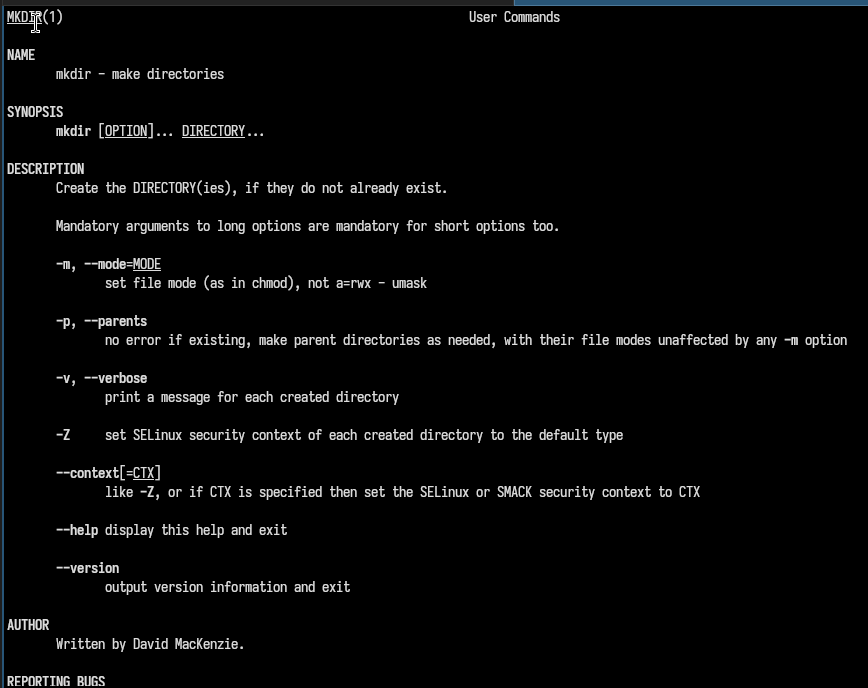 MKDIR(1) User Commands
NAME
mkdir - make directories
SYNOPSIS
mkdir [OPTION]... DIRECTORY...
DESCRIPTION
Create the DIRECTORY(ies), if they do not already exist.
Mandatory arguments to long options are mandatory for short options too.
-m, --mode=MODE
set file mode (as in chmod), not a=rwx - umask
-p, --parents
no error if existing, make parent directories as needed, with their file modes unaffected by any -m option
-v, --verbose
print a message for each created directory
-Z set SELinux security context of each created directory to the default type
--context[=CTX]
like -Z, or if CTX is specified then set the SELinux or SMACK security context to CTX
--help display this help and exit
--version
output version information and exit
AUTHOR
Written by David MacKenzie.
REPORTING BUGS